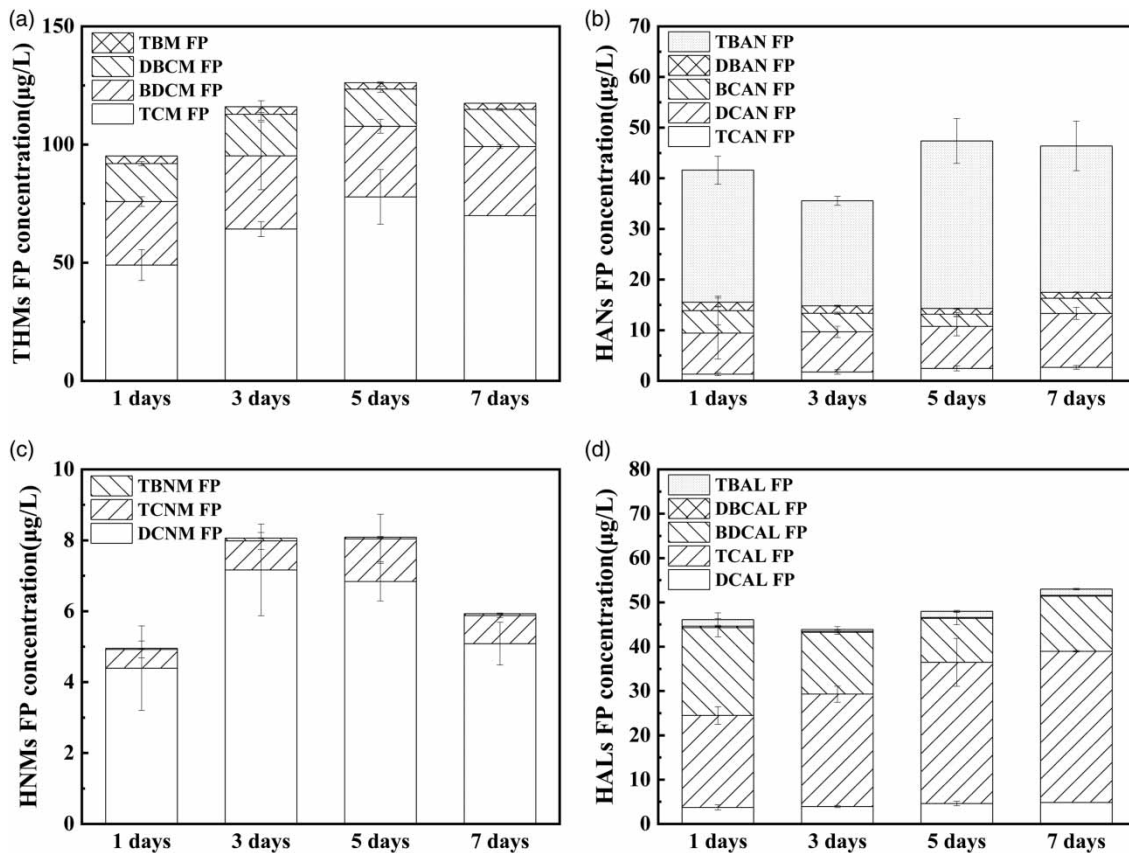 (a)
THMs FP concentration(µg/L)
150
100
50
0
TBM FP
DBCM FP
BDCM FP
TCM FP
1 days 3 days 5 days 7 days
(b)
HANs FP concentration(µg/L)
70
60
50
40
30
20
10
0
TBAN FP
DBAN FP
BCAN FP
DCAN FP
TCAN FP
1 days 3 days 5 days 7 days
(c)
HNMs FP concentration(µg/L)
10
8
6
4
2
0
TBNM FP
TCNM FP
DCNM FP
1 days 3 days 5 days 7 days
(d)
HALs FP concentration(µg/L)
80
70
60
50
40
30
20
10
0
TBAL FP
DBCAL FP
BDCAL FP
TCAL FP
DCAL FP
1 days 3 days 5 days 7 days